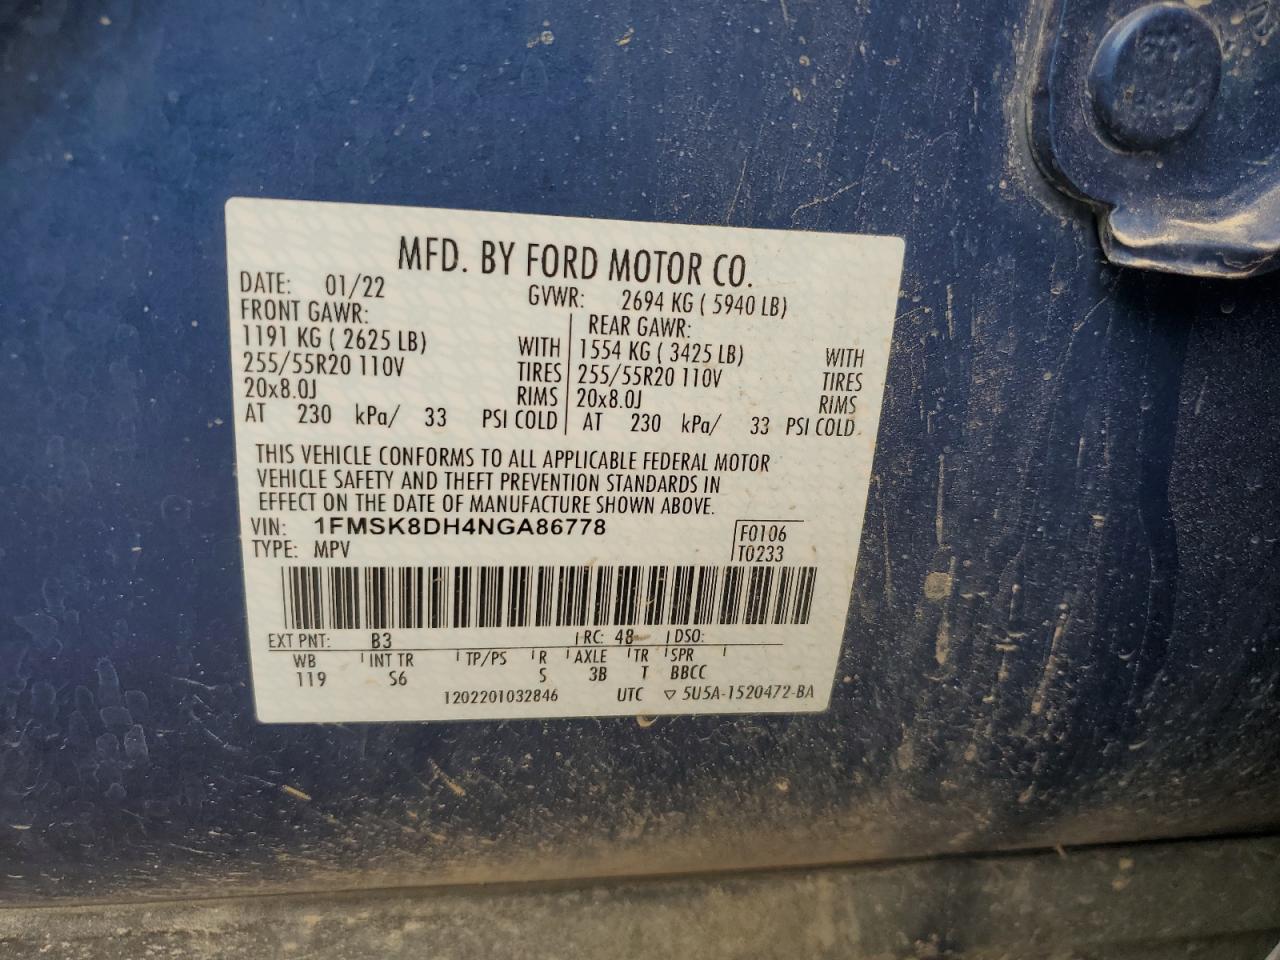 MFD. BY FORD MOTOR CO.
DATE: 01/22 GVWR: 2694 KG ( 5940 LB)
FRONT GAWR: REAR GAWR:
1191 KG ( 2625 LB) WITH 1554 KG ( 3425 LB) WITH
255/55R20 110V TIRES 255/55R20 110V TIRES
20x8.0J RIMS 20x8.0J RIMS
AT 230 kPa/ 33 PSI COLD AT 230 kPa/ 33 PSI COLD
THIS VEHICLE CONFORMS TO ALL APPLICABLE FEDERAL MOTOR
VEHICLE SAFETY AND THEFT PREVENTION STANDARDS IN
EFFECT ON THE DATE OF MANUFACTURE SHOWN ABOVE.
VIN: 1FMSK8DH4NGA86778 F0106
TYPE: MPV T0233
EXT PNT: B3 RC: 48 DSO:
WB INT TR TP/PS R AXLE TR SPR
119 S6 S 3B T BBCC
1202201032846 UTC ▽ 5U5A-1520472-BA